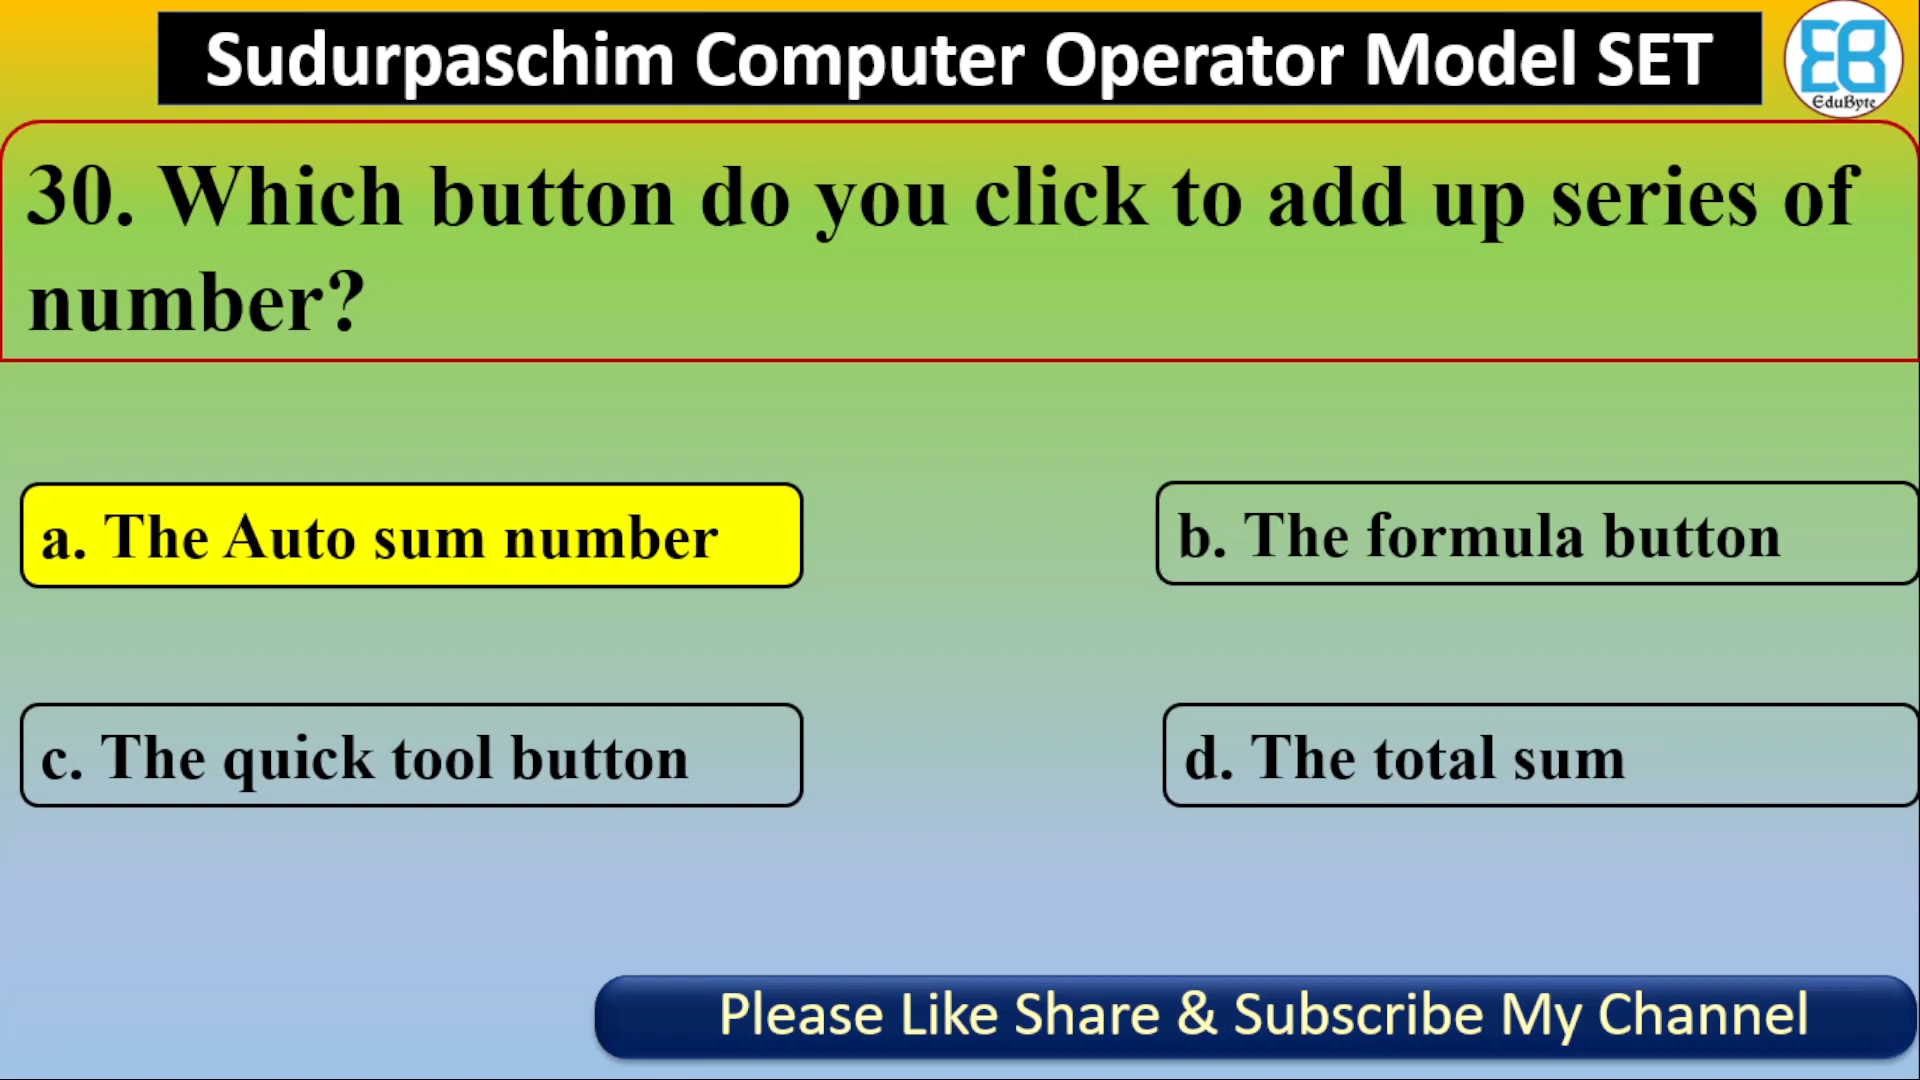 Sudurpaschim Computer Operator Model SET
EduByte
30. Which button do you click to add up series of
number?
a. The Auto sum number
b. The formula button
c. The quick tool button
d. The total sum
Please Like Share & Subscribe My Channel